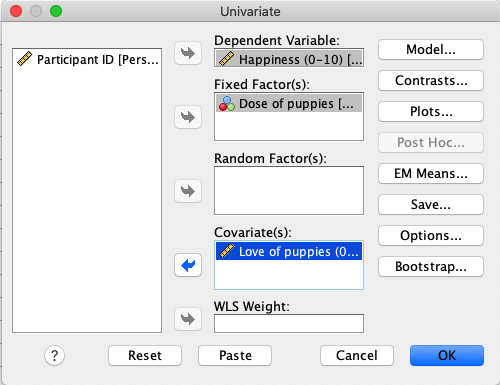 Univariate
Participant ID [Pers...
Dependent Variable:
Happiness (0-10) [...
Fixed Factor(s):
Dose of puppies [...
Random Factor(s):
Covariate(s):
Love of puppies (0...
WLS Weight:
Model...
Contrasts...
Plots...
Post Hoc...
EM Means...
Save...
Options...
Bootstrap...
?
Reset
Paste
Cancel
OK